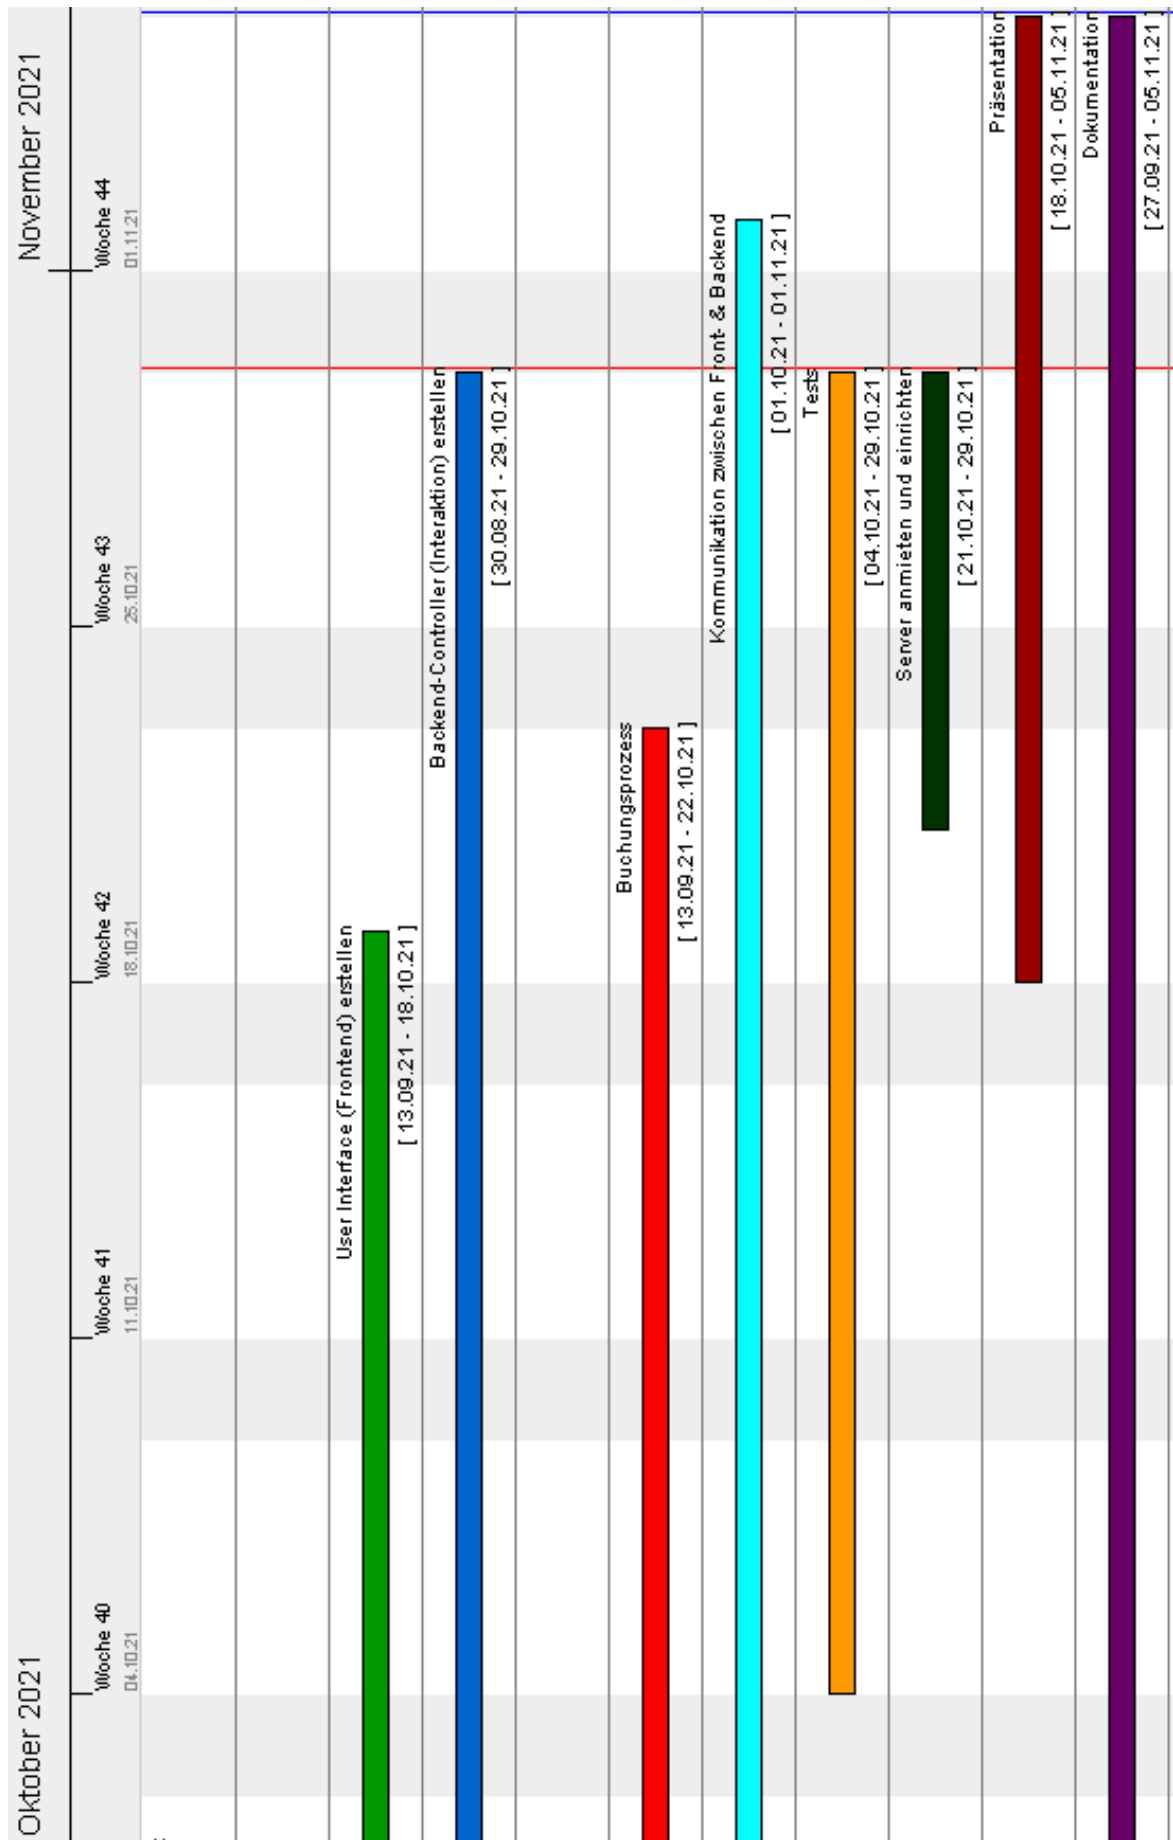 Oktober 2021
November 2021
Woche 40
Woche 41
Woche 42
Woche 43
Woche 44
04.10.21
11.10.21
18.10.21
25.10.21
01.11.21
User Interface (Frontend) erstellen
[ 13.09.21 - 18.10.21 ]
Backend-Controller (Interaktion) erstellen
[ 30.08.21 - 29.10.21 ]
Buchungsprozess
[ 13.09.21 - 22.10.21 ]
Kommunikation zwischen Front- & Backend
[ 01.10.21 - 01.11.21 ]
Tests
[ 04.10.21 - 29.10.21 ]
Server anmieten und einrichten
[ 21.10.21 - 29.10.21 ]
Präsentation
[ 18.10.21 - 05.11.21 ]
Dokumentation
[ 27.09.21 - 05.11.21 ]